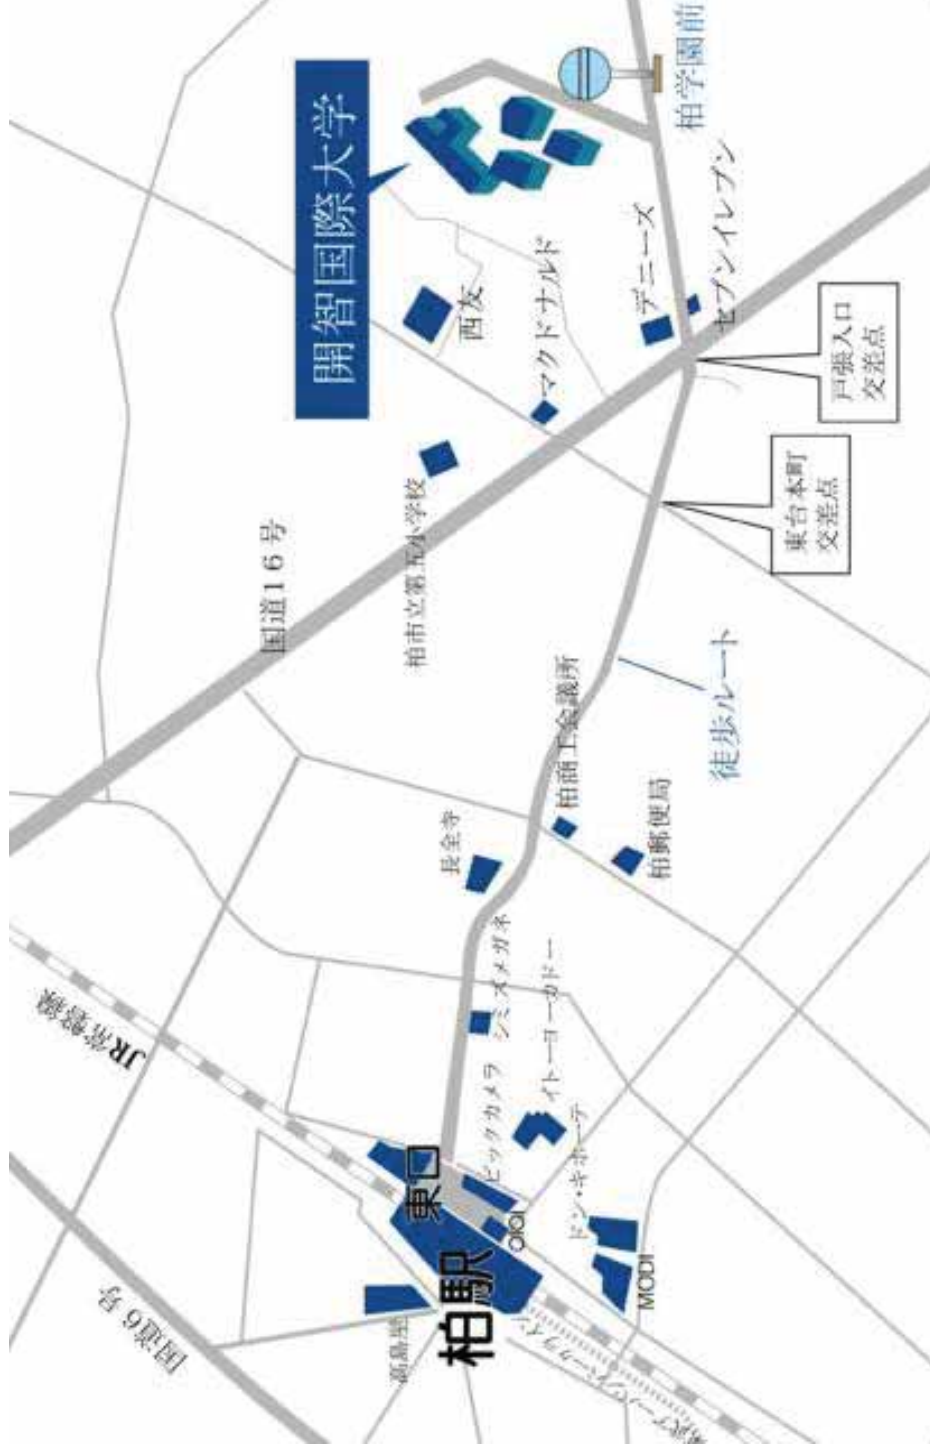 開智国際大学
柏学園前
セブンイレブン
デニーズ
マクドナルド
西友
戸張入口
交差点
東台本町
交差点
柏市立第五小学校
国道16号
徒歩ルート
柏商工会議所
柏郵便局
長全寺
シミズメガネ
イトーヨーカドー
ビックカメラ
ドン・キホーテ
JR常磐線
東口
柏駅
OIOI
MODI
高島屋
国道6号